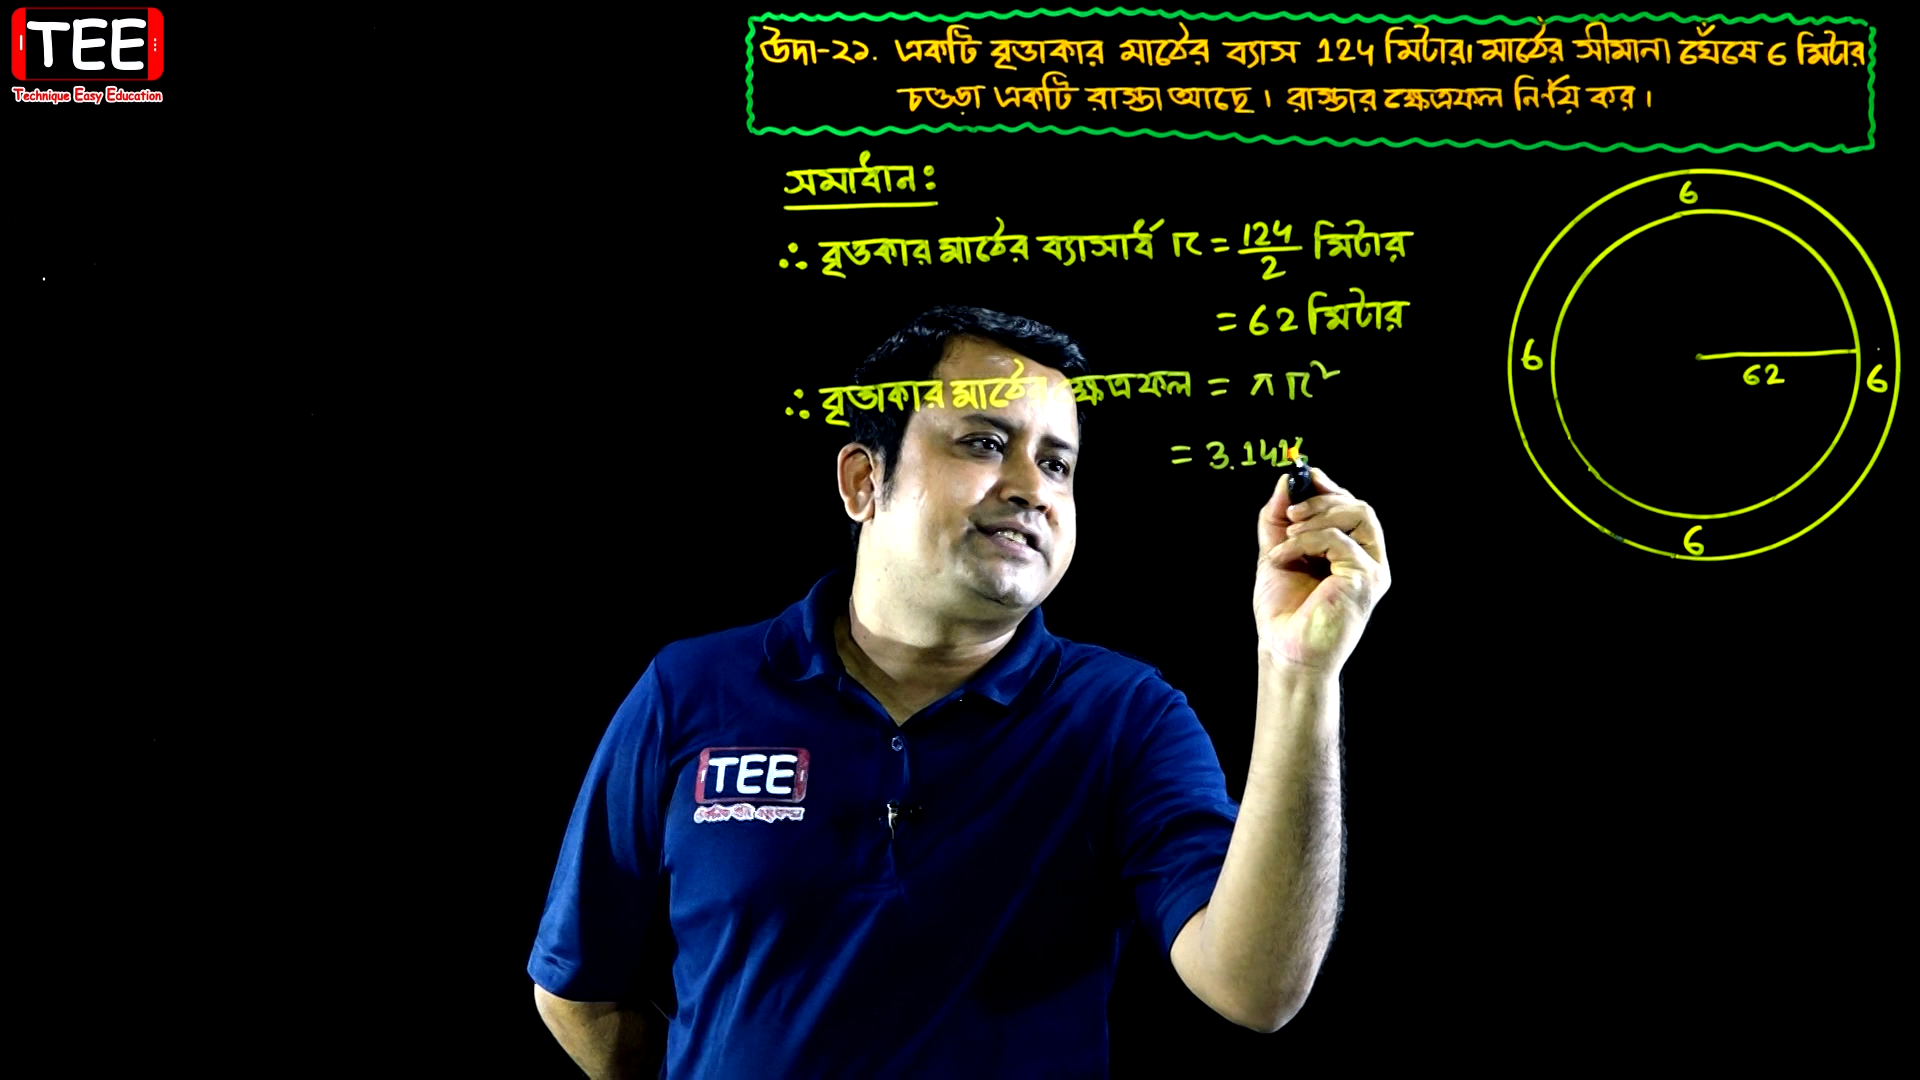 TEE
Technique Easy Education
উদা-২১. একটি বৃত্তাকার মাঠের ব্যাস 124 মিটার। মাঠের সীমানা ঘেঁষে 6 মিটার
চওড়া একটি রাস্তা আছে। রাস্তার ক্ষেত্রফল নির্ণয় কর।
সমাধান:
∴ বৃত্তকার মাঠের ব্যাসার্ধ r = 124/2 মিটার
= 62 মিটার
∴ বৃত্তাকার মাঠের ক্ষেত্রফল = πr²
= 3.1416
6
6
62
6
6
TEE